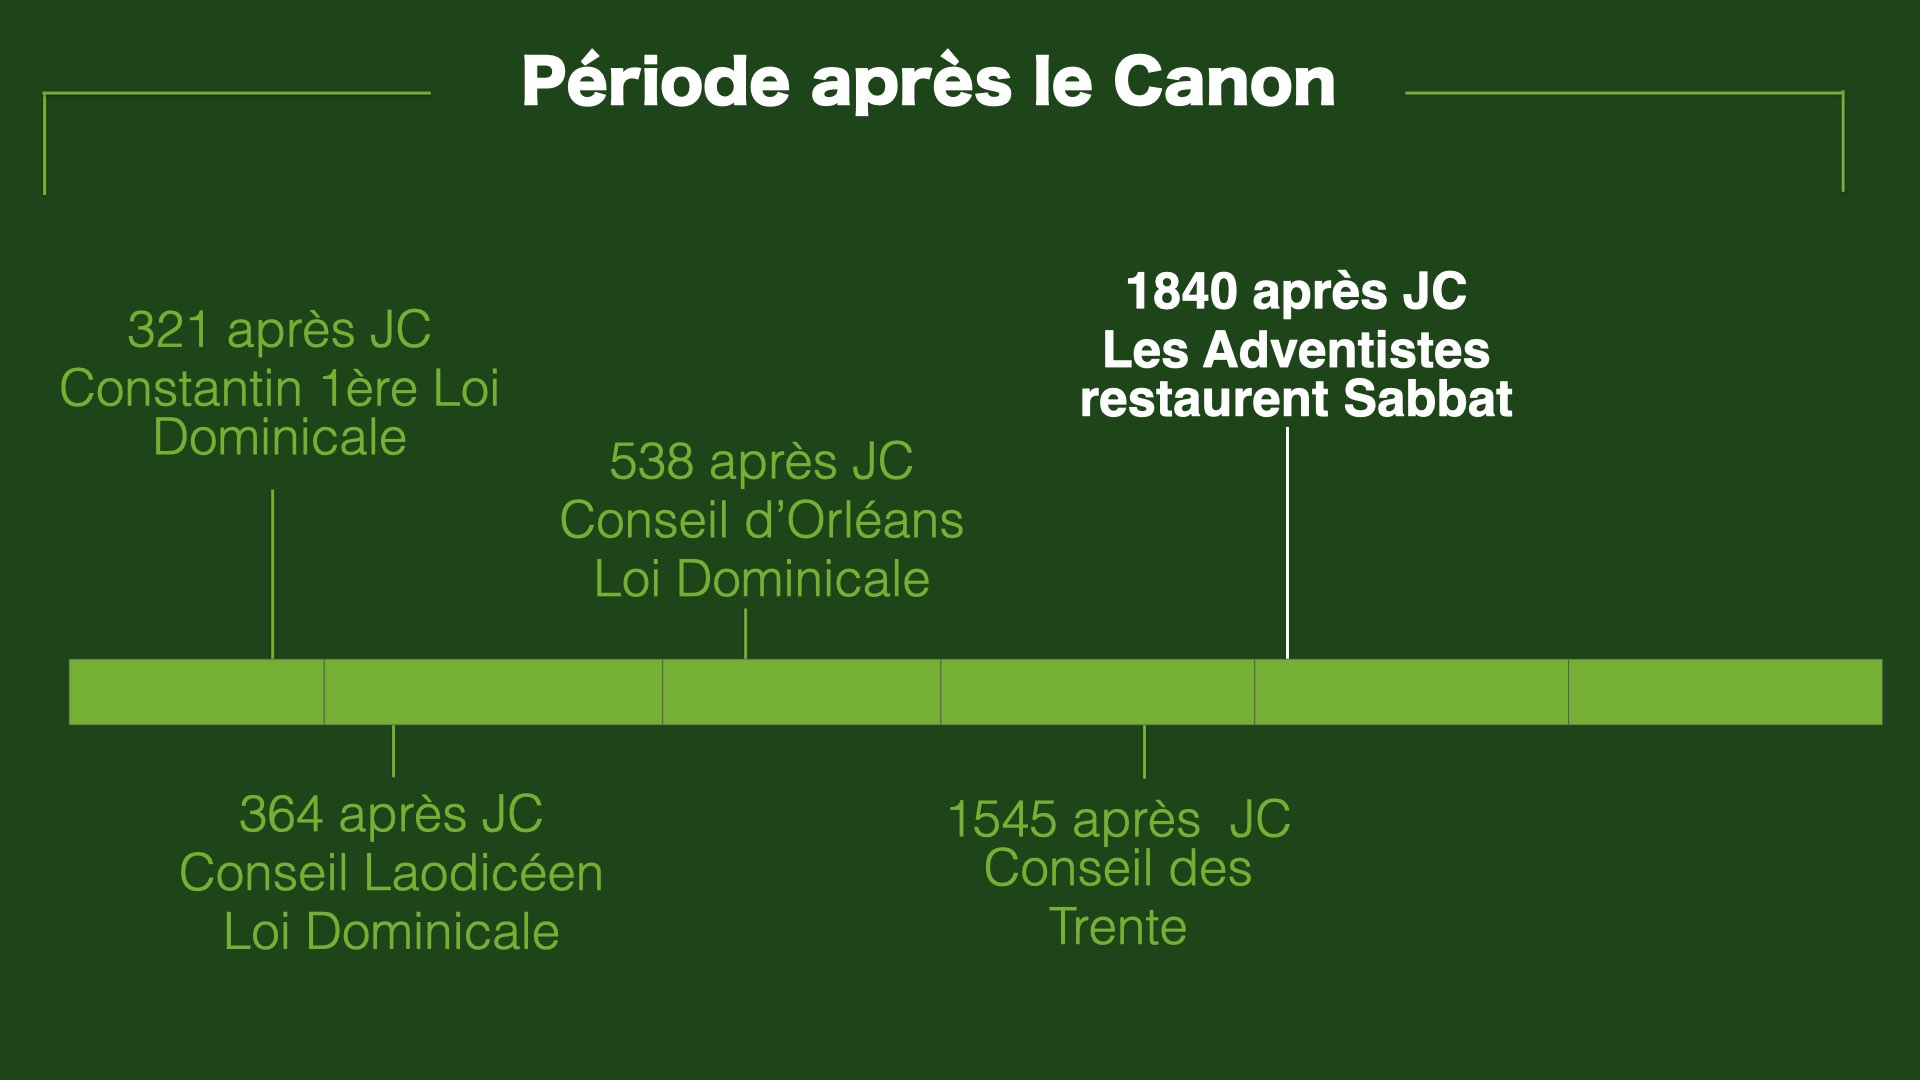 Période après le Canon
321 après JC
Constantin 1ère Loi
Dominicale
538 après JC
Conseil d’Orléans
Loi Dominicale
1840 après JC
Les Adventistes
restaurent Sabbat
364 après JC
Conseil Laodicéen
Loi Dominicale
1545 après  JC
Conseil des
Trente